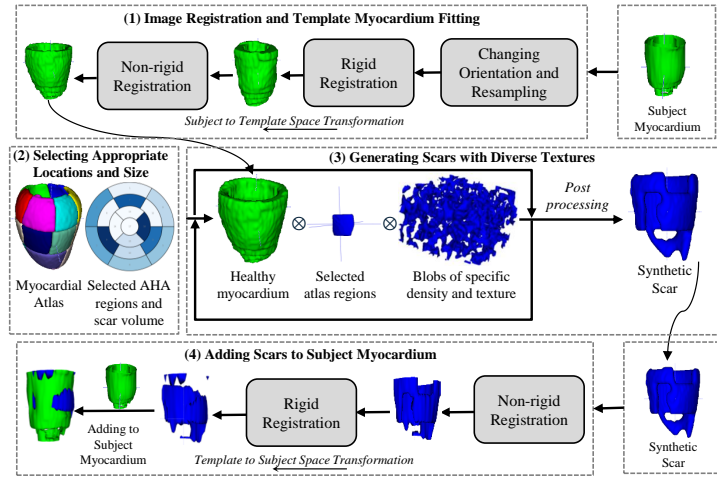 (1) Image Registration and Template Myocardium Fitting
Non-rigid
Registration
Rigid
Registration
Changing
Orientation and
Resampling
Subject to Template Space Transformation
Subject
Myocardium
(2) Selecting Appropriate
Locations and Size
Myocardial
Atlas
Selected AHA
regions and
scar volume
(3) Generating Scars with Diverse Textures
Healthy
myocardium
⊗
Selected
atlas regions
⊗
Blobs of specific
density and texture
Post
processing
Synthetic
Scar
(4) Adding Scars to Subject Myocardium
Adding to
Subject
Myocardium
Rigid
Registration
Non-rigid
Registration
Template to Subject Space Transformation
Synthetic
Scar